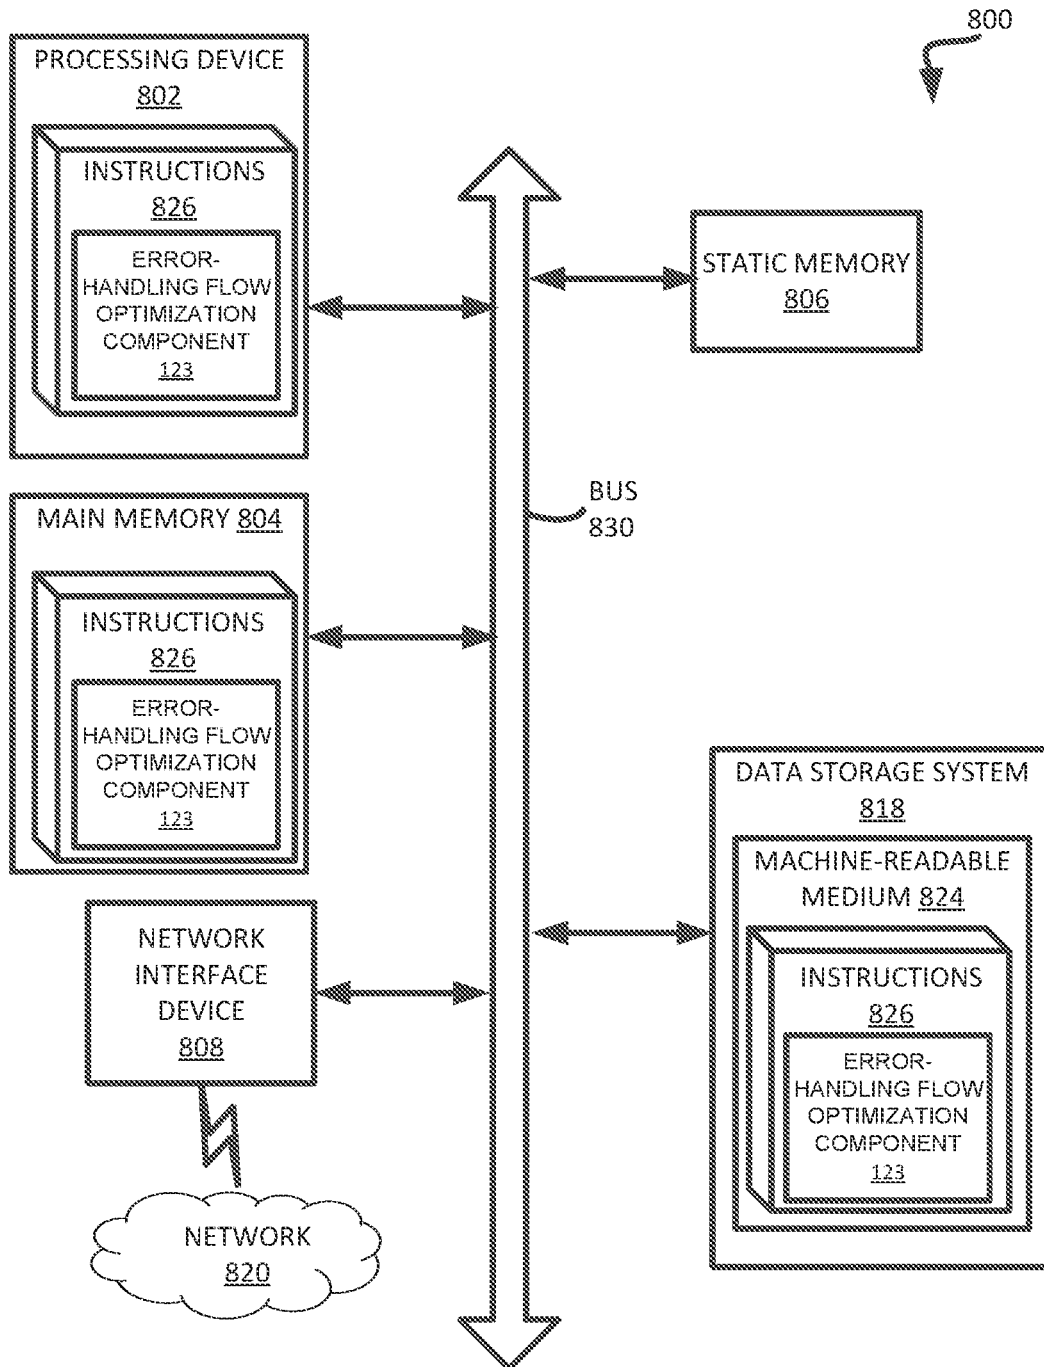 800
PROCESSING DEVICE
802
INSTRUCTIONS
826
ERROR-
HANDLING FLOW
OPTIMIZATION
COMPONENT
123
STATIC MEMORY
806
BUS
830
MAIN MEMORY 804
INSTRUCTIONS
826
ERROR-
HANDLING FLOW
OPTIMIZATION
COMPONENT
123
DATA STORAGE SYSTEM
818
MACHINE-READABLE
MEDIUM 824
INSTRUCTIONS
826
ERROR-
HANDLING FLOW
OPTIMIZATION
COMPONENT
123
NETWORK
INTERFACE
DEVICE
808
NETWORK
820